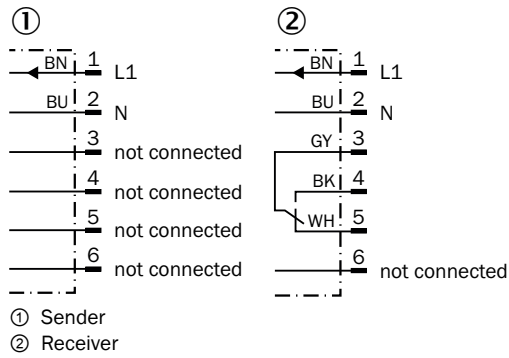 ① ②
BN 1 L1
BU 2 N
3 not connected
4 not connected
5 not connected
6 not connected
BN 1 L1
BU 2 N
GY 3
BK 4
WH 5
6 not connected
① Sender
② Receiver